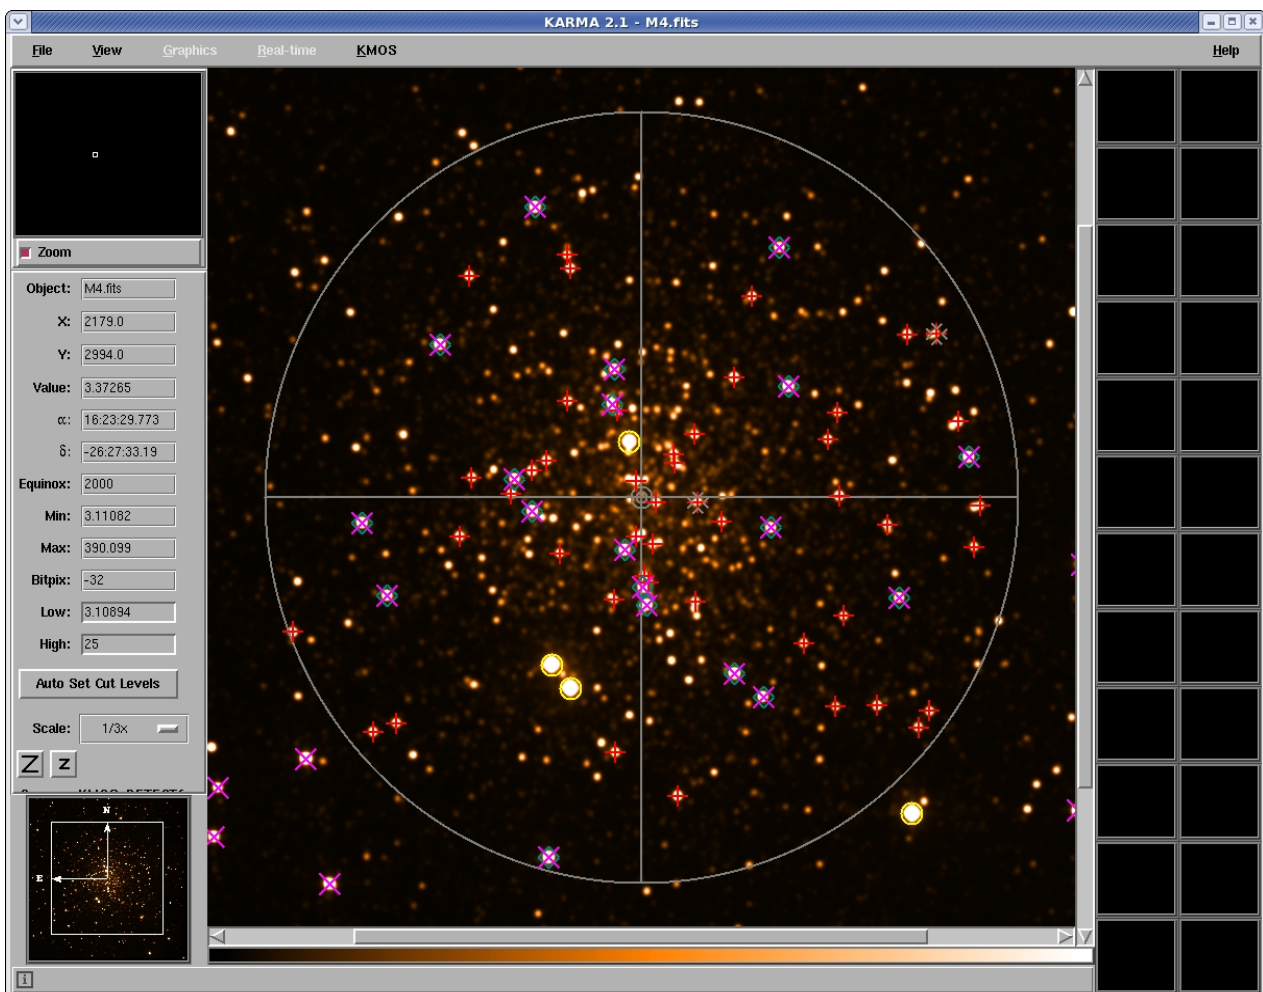 KARMA 2.1 - M4.fits
File View Graphics Real-time KMOS Help
Zoom
Object: M4.fits
X: 2179.0
Y: 2994.0
Value: 3.37265
α: 16:23:29.773
δ: -26:27:33.19
Equinox: 2000
Min: 3.11082
Max: 390.099
Bitpix: -32
Low: 3.10894
High: 25
Auto Set Cut Levels
Scale: 1/3x
Z z
N
E
i